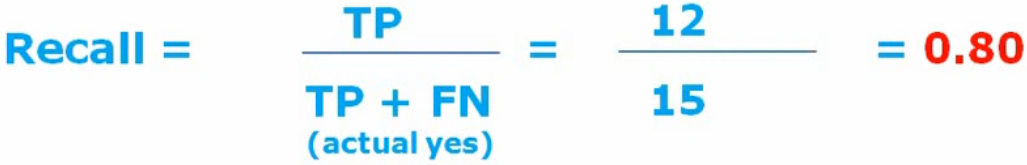 TP 12
Recall = = = 0.80
TP + FN 15
(actual yes)